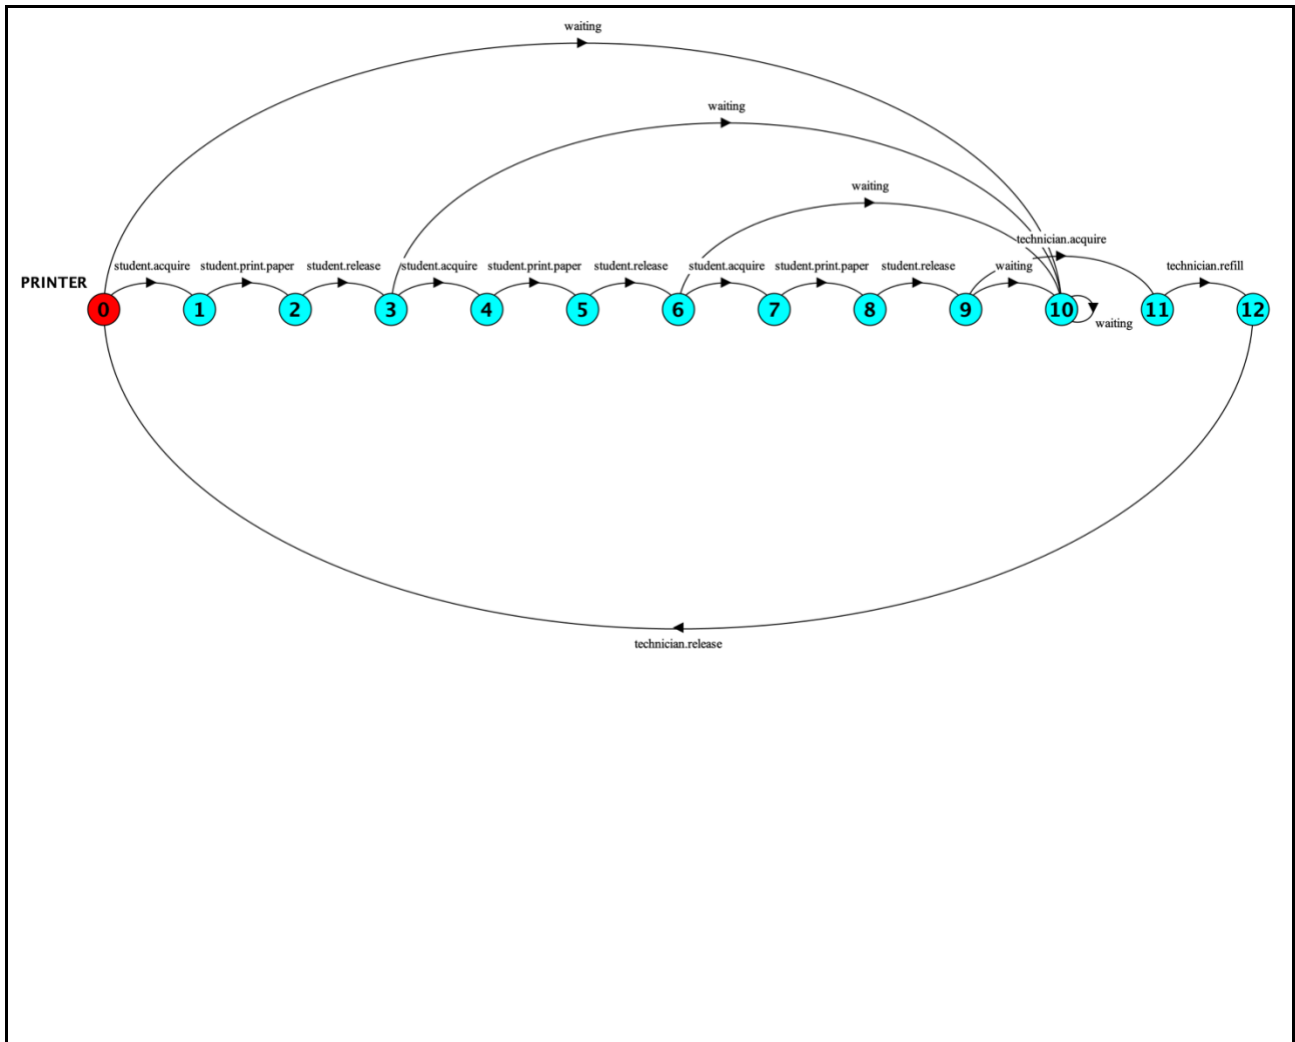 waiting
waiting
waiting
technician.acquire
student.acquire student.print.paper student.release student.acquire student.print.paper student.release student.acquire student.print.paper student.release waiting technician.refill
PRINTER
0 1 2 3 4 5 6 7 8 9 10 11 12
waiting
technician.release